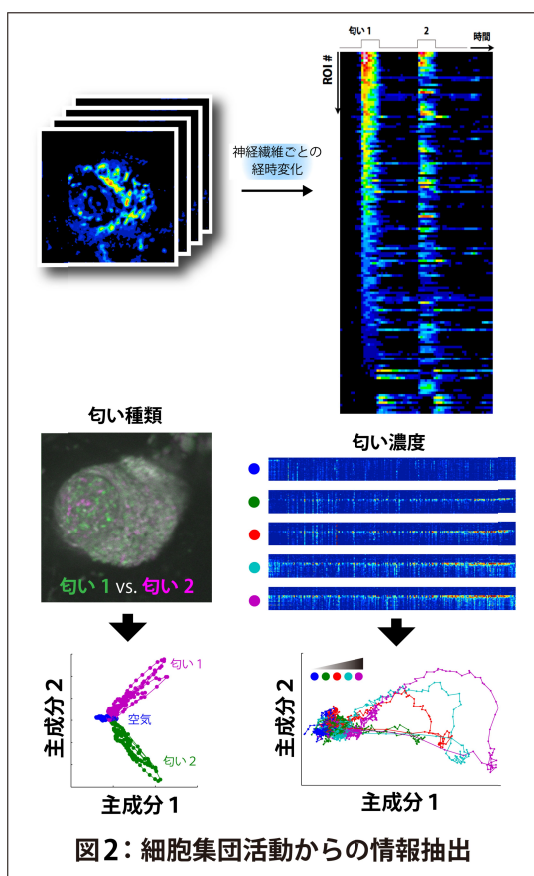 匂い 1
2
時間
ROI #
神経繊維ごとの
経時変化
匂い種類
匂い 1 vs. 匂い 2
主成分 2
匂い 1
空気
匂い 2
主成分 1
匂い濃度
主成分 2
主成分 1
図2：細胞集団活動からの情報抽出